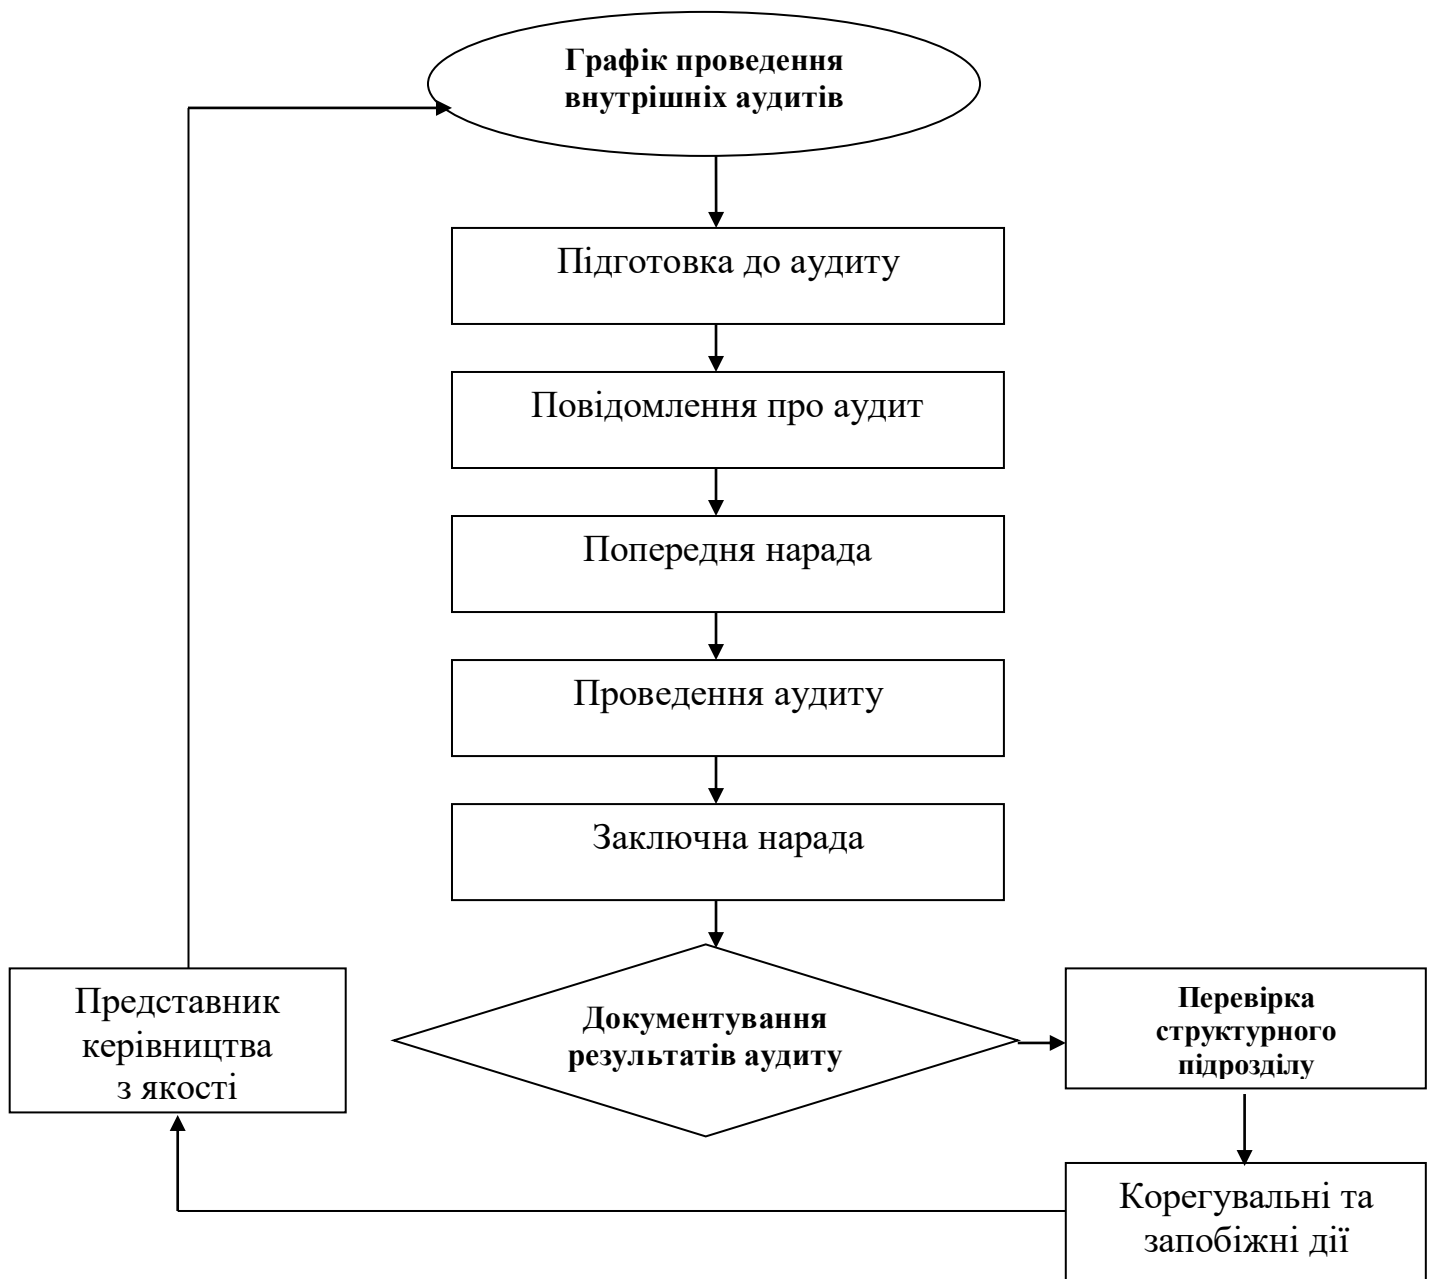 Графік проведення
внутрішніх аудитів
Підготовка до аудиту
Повідомлення про аудит
Попередня нарада
Проведення аудиту
Заключна нарада
Документування
результатів аудиту
Перевірка
структурного
підрозділу
Корегувальні та
запобіжні дії
Представник
керівництва
з якості